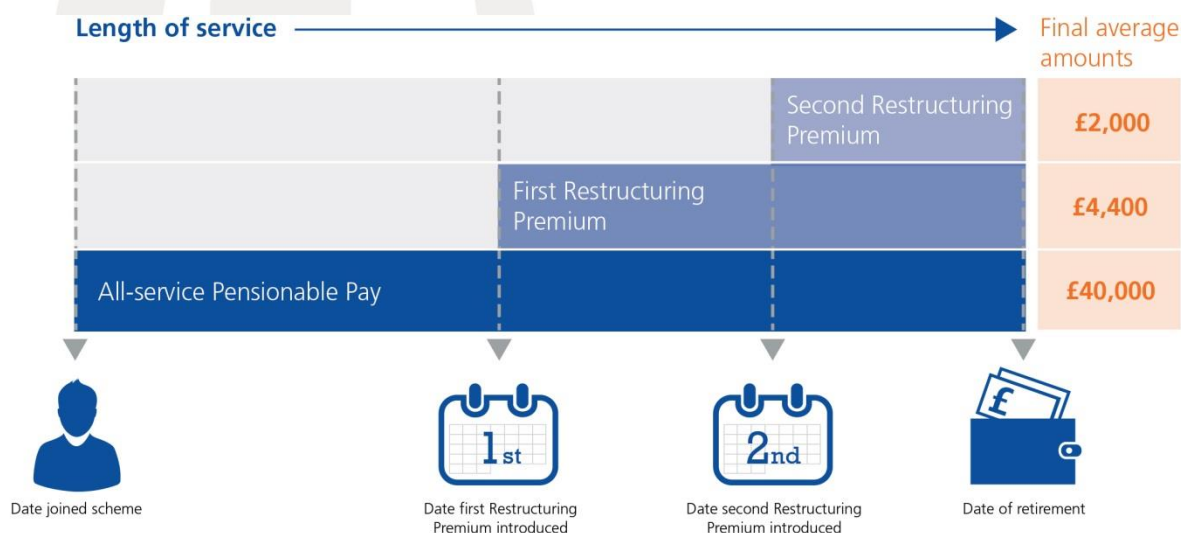 Length of service
Final average
amounts
Second Restructuring
Premium
£2,000
First Restructuring
Premium
£4,400
All-service Pensionable Pay
£40,000
1st
2nd
£
Date joined scheme
Date first Restructuring
Premium introduced
Date second Restructuring
Premium introduced
Date of retirement